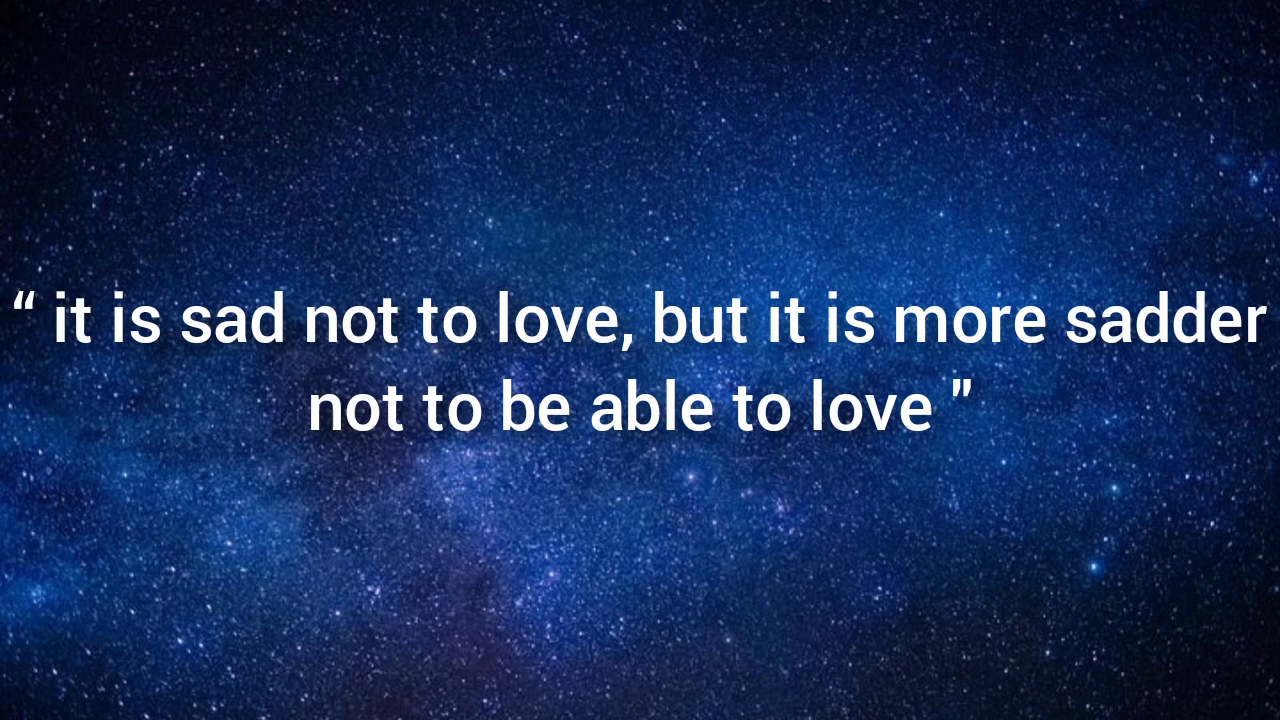 “ it is sad not to love, but it is more sadder
not to be able to love "